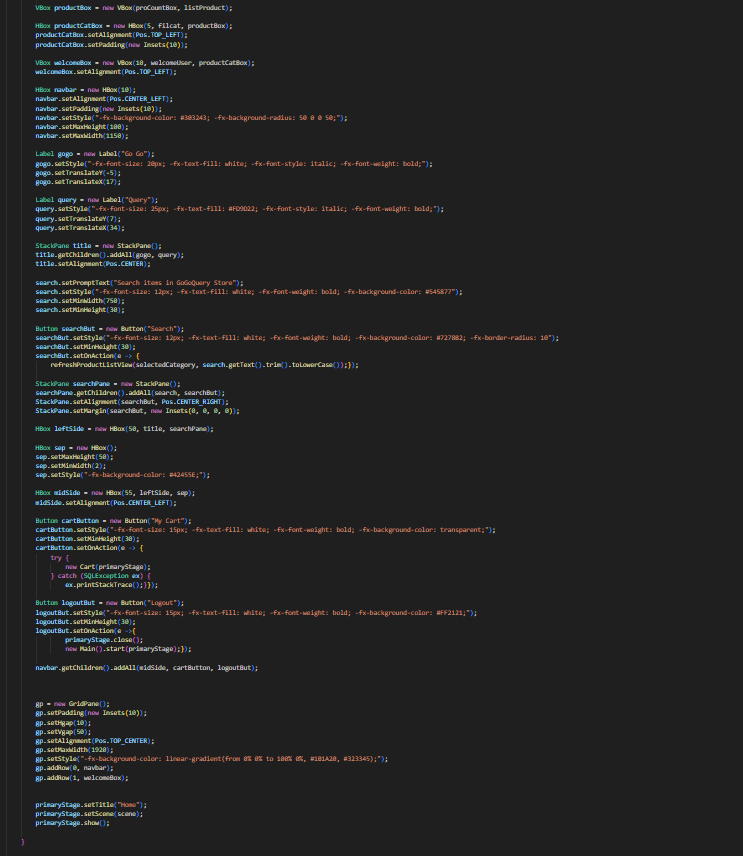 VBox productBox = new VBox(proCountBox, listProduct);
HBox productCatBox = new HBox(5, filcat, productBox);
productCatBox.setAlignment(Pos.TOP_LEFT);
productCatBox.setPadding(new Insets(10));
VBox welcomeBox = new VBox(10, welcomeUser, productCatBox);
welcomeBox.setAlignment(Pos.TOP_LEFT);
HBox navbar = new HBox(10);
navbar.setAlignment(Pos.CENTER_LEFT);
navbar.setPadding(new Insets(10));
navbar.setStyle("-fx-background-color: #303243; -fx-background-radius: 50 0 0 50;");
navbar.setMaxHeight(100);
navbar.setMaxWidth(1150);
Label gogo = new Label("Go Go");
gogo.setStyle("-fx-font-size: 20px; -fx-text-fill: white; -fx-font-style: italic; -fx-font-weight: bold;");
gogo.setTranslateY(-5);
gogo.setTranslateX(17);
Label query = new Label("Query");
query.setStyle("-fx-font-size: 25px; -fx-text-fill: #FD9D22; -fx-font-style: italic; -fx-font-weight: bold;");
query.setTranslateY(7);
query.setTranslateX(34);
StackPane title = new StackPane();
title.getChildren().addAll(gogo, query);
title.setAlignment(Pos.CENTER);
search.setPromptText("Search items in GoGoQuery Store");
search.setStyle("-fx-font-size: 12px; -fx-text-fill: white; -fx-font-weight: bold; -fx-background-color: #545877");
search.setMinWidth(750);
search.setMinHeight(30);
Button searchBut = new Button("Search");
searchBut.setStyle("-fx-font-size: 12px; -fx-text-fill: white; -fx-font-weight: bold; -fx-background-color: #727882; -fx-border-radius: 10");
searchBut.setMinHeight(30);
searchBut.setOnAction(e -> {
refreshProductListView(selectedCategory, search.getText().trim().toLowerCase());});
StackPane searchPane = new StackPane();
searchPane.getChildren().addAll(search, searchBut);
StackPane.setAlignment(searchBut, Pos.CENTER_RIGHT);
StackPane.setMargin(searchBut, new Insets(0, 0, 0, 0));
HBox leftSide = new HBox(50, title, searchPane);
HBox sep = new HBox();
sep.setMaxHeight(50);
sep.setMinWidth(2);
sep.setStyle("-fx-background-color: #42455E;");
HBox midSide = new HBox(55, leftSide, sep);
midSide.setAlignment(Pos.CENTER_LEFT);
Button cartButton = new Button("My Cart");
cartButton.setStyle("-fx-font-size: 15px; -fx-text-fill: white; -fx-font-weight: bold; -fx-background-color: transparent;");
cartButton.setMinHeight(30);
cartButton.setOnAction(e -> {
try {
new Cart(primaryStage);
} catch (SQLException ex) {
ex.printStackTrace();}});
Button logoutBut = new Button("Logout");
logoutBut.setStyle("-fx-font-size: 15px; -fx-text-fill: white; -fx-font-weight: bold; -fx-background-color: #FF2121;");
logoutBut.setMinHeight(30);
logoutBut.setOnAction(e ->{
primaryStage.close();
new Main().start(primaryStage);});
navbar.getChildren().addAll(midSide, cartButton, logoutBut);
gp = new GridPane();
gp.setPadding(new Insets(10));
gp.setHgap(10);
gp.setVgap(50);
gp.setAlignment(Pos.TOP_CENTER);
gp.setMaxWidth(1920);
gp.setStyle("-fx-background-color: linear-gradient(from 0% 0% to 100% 0%, #101A20, #323345);");
gp.addRow(0, navbar);
gp.addRow(1, welcomeBox);
primaryStage.setTitle("Home");
primaryStage.setScene(scene);
primaryStage.show();
}